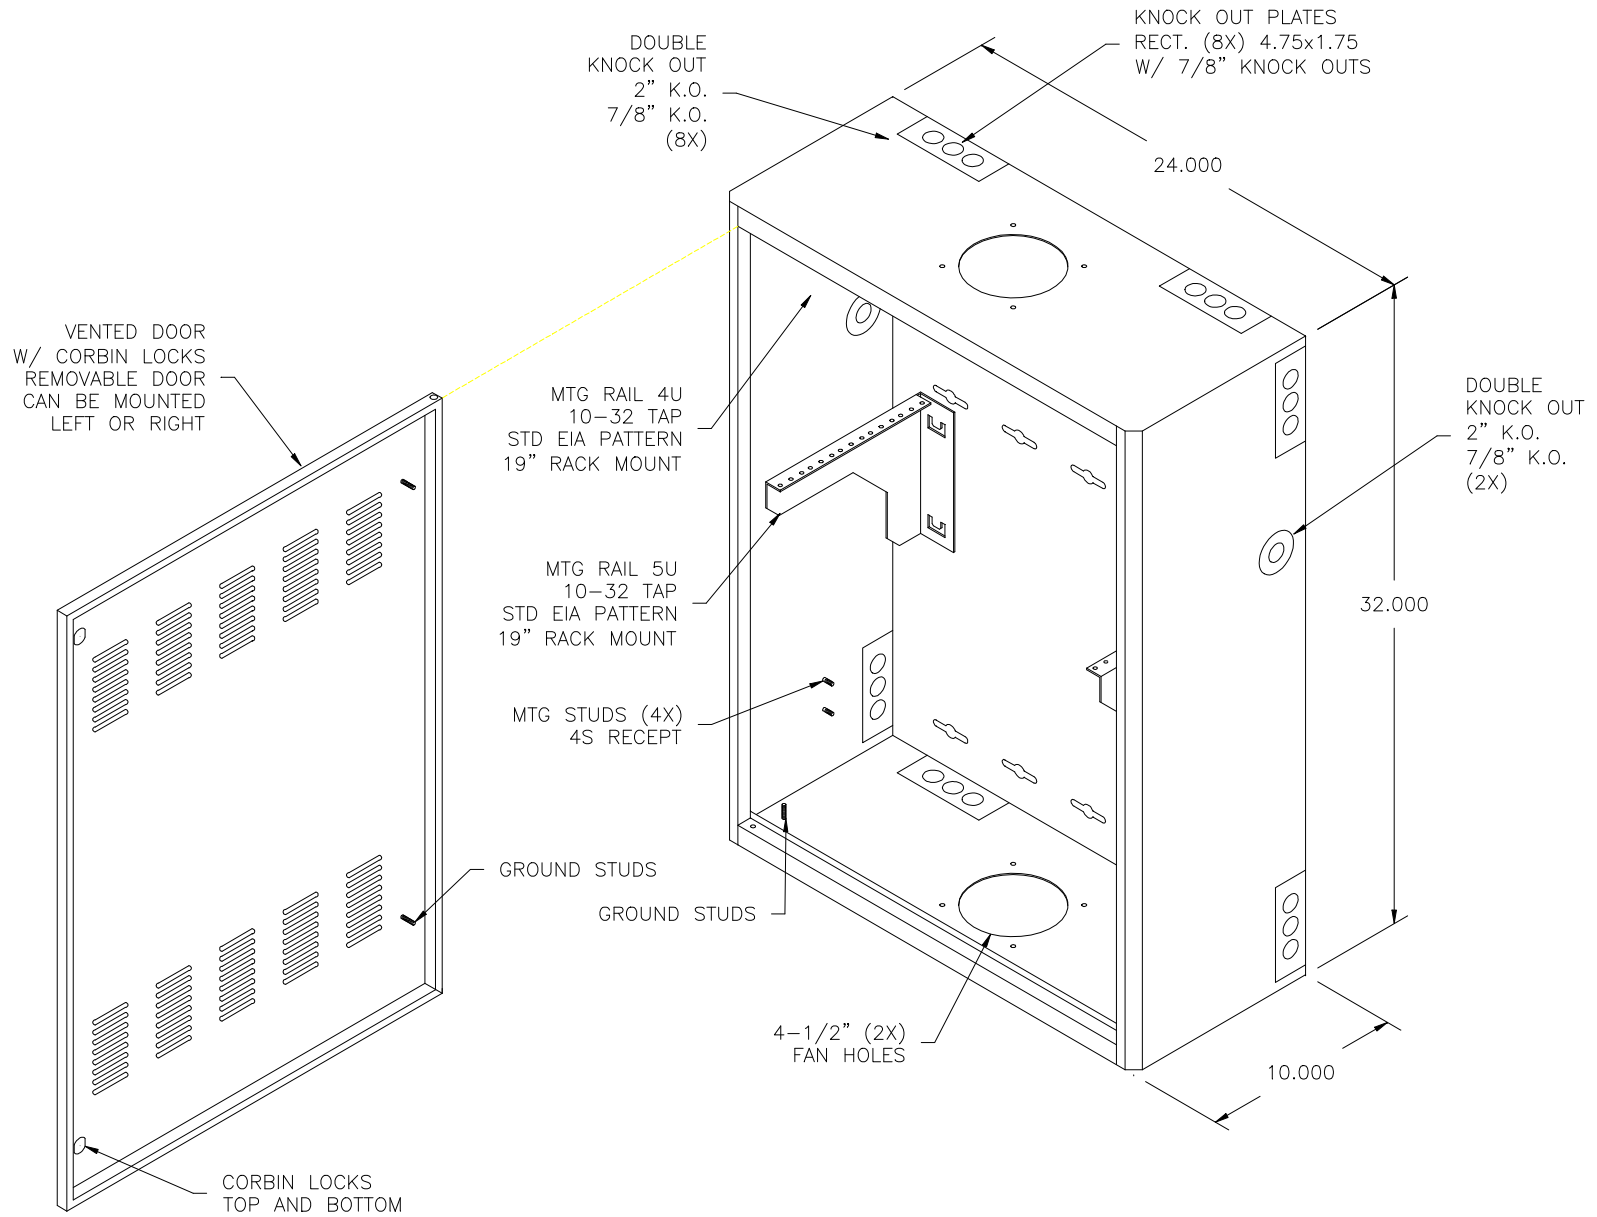 KNOCK OUT PLATES
RECT. (8X) 4.75x1.75
W/ 7/8” KNOCK OUTS
DOUBLE
KNOCK OUT
2” K.O.
7/8” K.O.
(8X)
24.000
VENTED DOOR
W/ CORBIN LOCKS
REMOVABLE DOOR
CAN BE MOUNTED
LEFT OR RIGHT
MTG RAIL 4U
10-32 TAP
STD EIA PATTERN
19” RACK MOUNT
DOUBLE
KNOCK OUT
2” K.O.
7/8” K.O.
(2X)
MTG RAIL 5U
10-32 TAP
STD EIA PATTERN
19” RACK MOUNT
32.000
MTG STUDS (4X)
4S RECEPT
GROUND STUDS
GROUND STUDS
4-1/2” (2X)
FAN HOLES
10.000
CORBIN LOCKS
TOP AND BOTTOM